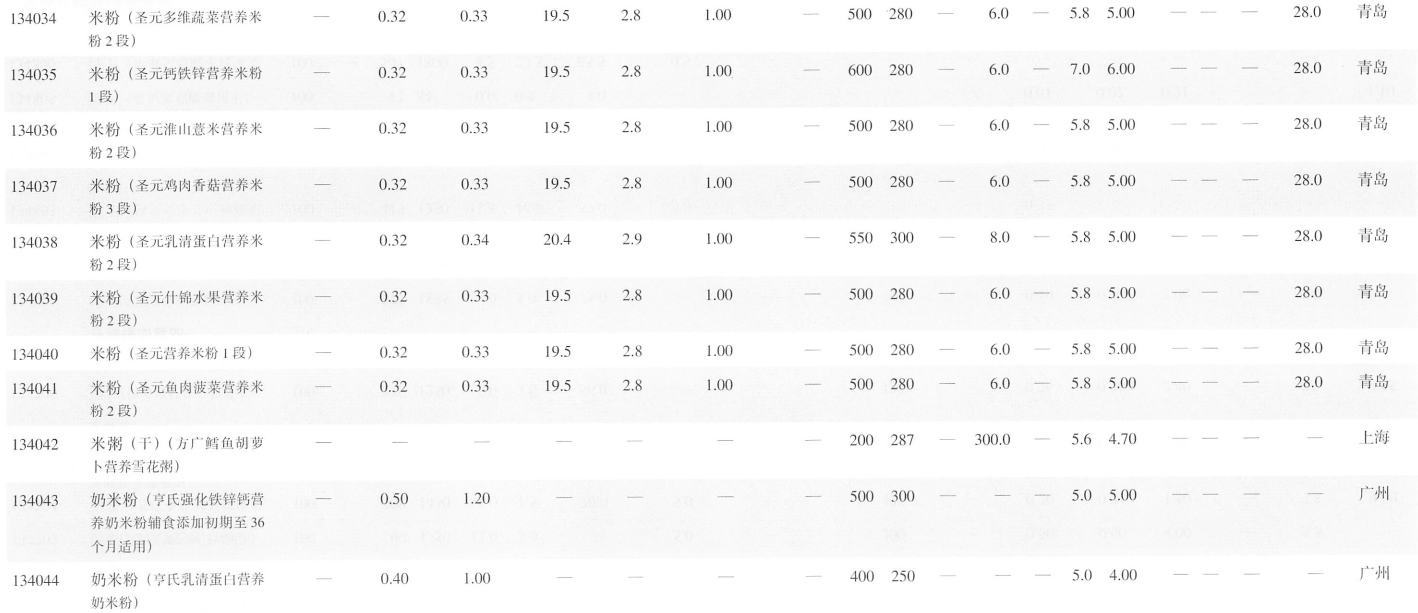 134034 米粉（圣元多维蔬菜营养米 — 0.32 0.33 19.5 2.8 1.00 — 500 280 — 6.0 — 5.8 5.00 — — — 28.0 青岛
粉2段）
134035 米粉（圣元钙铁锌营养米粉 — 0.32 0.33 19.5 2.8 1.00 — 600 280 — 6.0 — 7.0 6.00 — — — 28.0 青岛
1段）
134036 米粉（圣元淮山薏米营养米 — 0.32 0.33 19.5 2.8 1.00 — 500 280 — 6.0 — 5.8 5.00 — — — 28.0 青岛
粉2段）
134037 米粉（圣元鸡肉香菇营养米 — 0.32 0.33 19.5 2.8 1.00 — 500 280 — 6.0 — 5.8 5.00 — — — 28.0 青岛
粉3段）
134038 米粉（圣元乳清蛋白营养米 — 0.32 0.34 20.4 2.9 1.00 — 550 300 — 8.0 — 5.8 5.00 — — — 28.0 青岛
粉2段）
134039 米粉（圣元什锦水果营养米 — 0.32 0.33 19.5 2.8 1.00 — 500 280 — 6.0 — 5.8 5.00 — — — 28.0 青岛
粉2段）
134040 米粉（圣元营养米粉1段） — 0.32 0.33 19.5 2.8 1.00 — 500 280 — 6.0 — 5.8 5.00 — — — 28.0 青岛
134041 米粉（圣元鱼肉菠菜营养米 — 0.32 0.33 19.5 2.8 1.00 — 500 280 — 6.0 — 5.8 5.00 — — — 28.0 青岛
粉2段）
134042 米粥（干）（方广鳕鱼胡萝 — — — — — — — 200 287 — 300.0 — 5.6 4.70 — — — — 上海
卜营养雪花粥）
134043 奶米粉（亨氏强化铁锌钙营 — 0.50 1.20 — — — — 500 300 — — — 5.0 5.00 — — — — 广州
养奶米粉辅食添加初期至36
个月适用）
134044 奶米粉（亨氏乳清蛋白营养 — 0.40 1.00 — — — — 400 250 — — — 5.0 4.00 — — — — 广州
奶米粉）